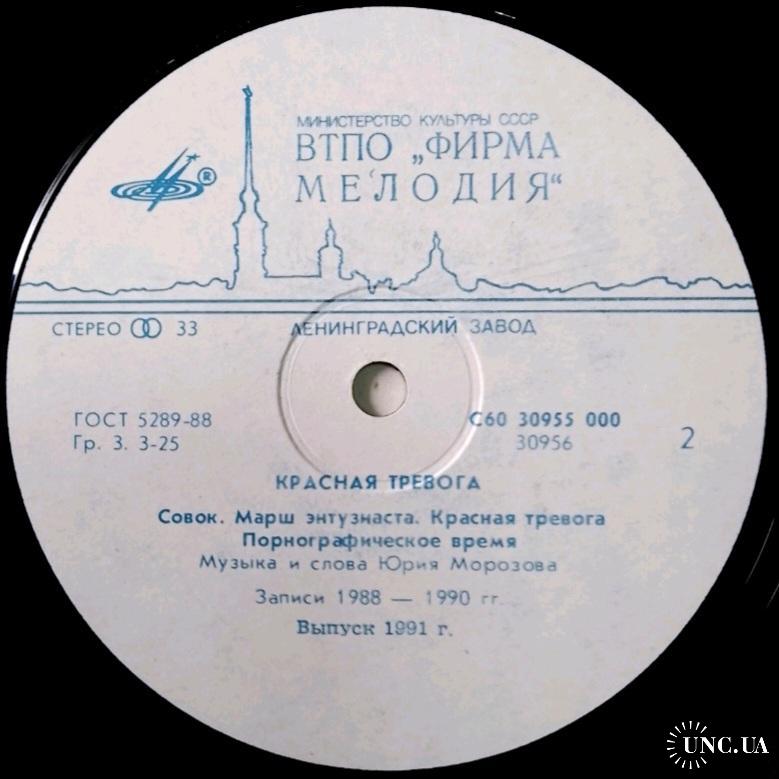 МИНИСТЕРСТВО КУЛЬТУРЫ СССР
ВТПО „ФИРМА
МЕЛОДИЯ“
®
СТЕРЕО 33
ЛЕНИНГРАДСКИЙ ЗАВОД
ГОСТ 5289-88
Гр. 3. 3-25
С60 30955 000
30956
2
КРАСНАЯ ТРЕВОГА
Совок. Марш энтузиаста. Красная тревога
Порнографическое время
Музыка и слова Юрия Морозова
Записи 1988 — 1990 гг.
Выпуск 1991 г.
UNC.UA